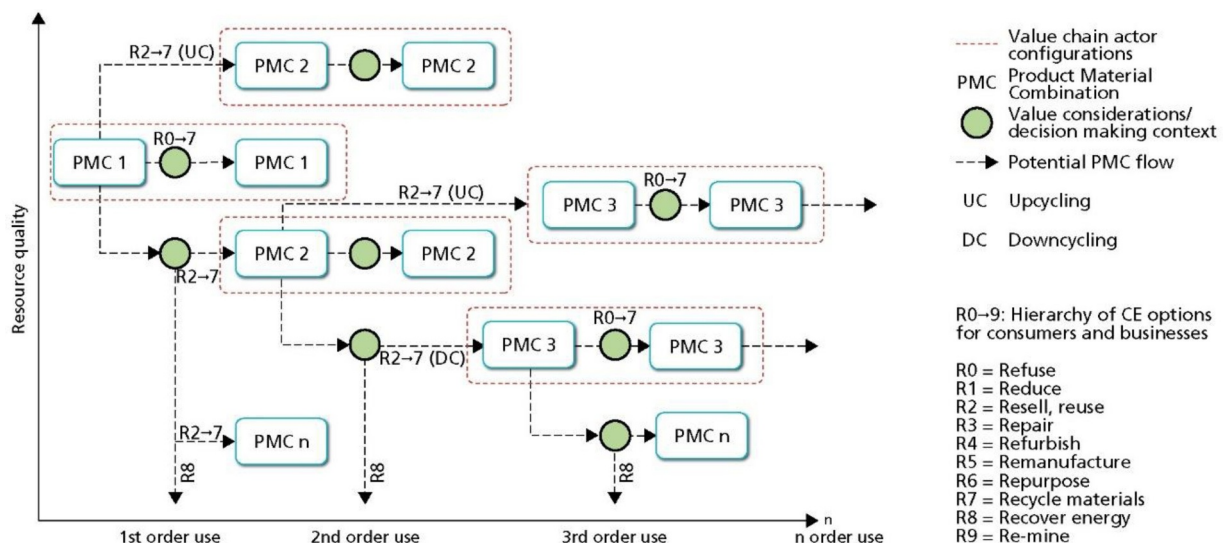 R2→7 (UC)
PMC 2
PMC 2
R0→7
PMC 1
PMC 1
R2→7 (UC)
R0→7
PMC 3
PMC 3
R2→7
PMC 2
PMC 2
R0→7
R2→7 (DC)
PMC 3
PMC 3
R2→7
PMC n
PMC n
R8
R8
R8
Resource quality
1st order use
2nd order use
3rd order use
n
n order use
Value chain actor
configurations
PMC Product Material
Combination
Value considerations/
decision making context
Potential PMC flow
UC Upcycling
DC Downcycling
R0→9: Hierarchy of CE options
for consumers and businesses
R0 = Refuse
R1 = Reduce
R2 = Resell, reuse
R3 = Repair
R4 = Refurbish
R5 = Remanufacture
R6 = Repurpose
R7 = Recycle materials
R8 = Recover energy
R9 = Re-mine